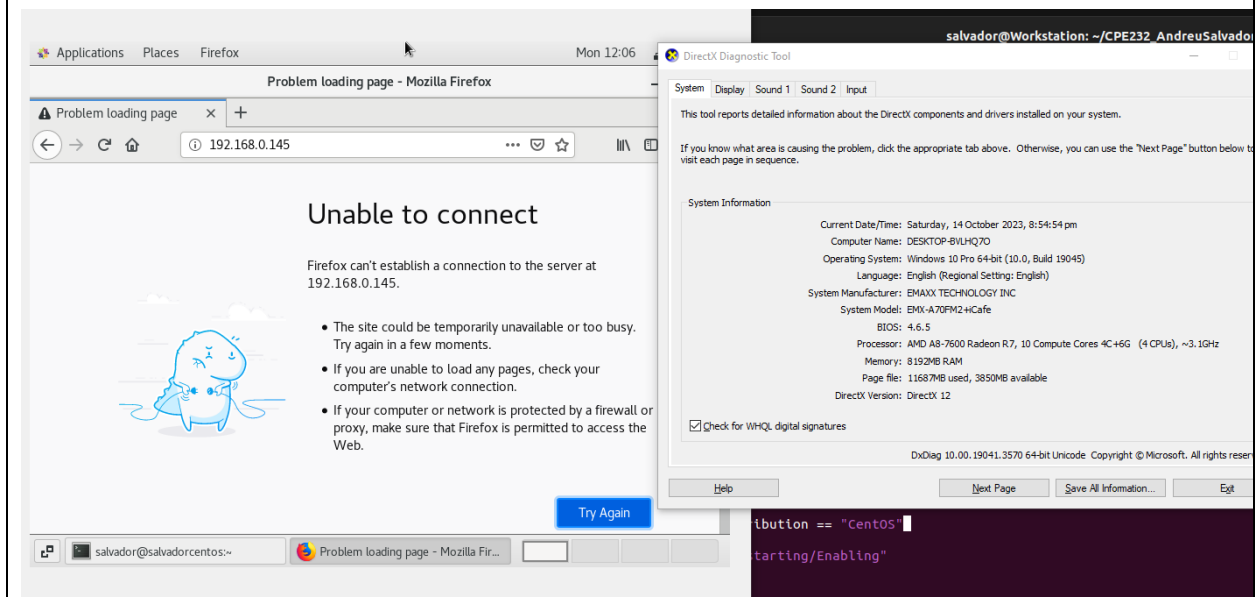 salvador@Workstation: ~/CPE232_AndreuSalvador
Applications Places Firefox Mon 12:06
Problem loading page - Mozilla Firefox
Problem loading page
192.168.0.145
Unable to connect
Firefox can't establish a connection to the server at
192.168.0.145.
The site could be temporarily unavailable or too busy.
Try again in a few moments.
If you are unable to load any pages, check your
computer's network connection.
If your computer or network is protected by a firewall or
proxy, make sure that Firefox is permitted to access the
Web.
Try Again
salvador@salvadorcentos:~
Problem loading page - Mozilla Fir...
DirectX Diagnostic Tool
System Display Sound 1 Sound 2 Input
This tool reports detailed information about the DirectX components and drivers installed on your system.
If you know what area is causing the problem, click the appropriate tab above. Otherwise, you can use the "Next Page" button below to
visit each page in sequence.
System Information
Current Date/Time: Saturday, 14 October 2023, 8:54:54 pm
Computer Name: DESKTOP-BVLHQ7O
Operating System: Windows 10 Pro 64-bit (10.0, Build 19045)
Language: English (Regional Setting: English)
System Manufacturer: EMAXX TECHNOLOGY INC
System Model: EMX-A70FM2+iCafe
BIOS: 4.6.5
Processor: AMD A8-7600 Radeon R7, 10 Compute Cores 4C+6G (4 CPUs), ~3.1GHz
Memory: 8192MB RAM
Page file: 11687MB used, 3850MB available
DirectX Version: DirectX 12
Check for WHQL digital signatures
DxDiag 10.00.19041.3570 64-bit Unicode Copyright © Microsoft. All rights reser
Help Next Page Save All Information... Exit
ibution == "CentOS"
tarting/Enabling"